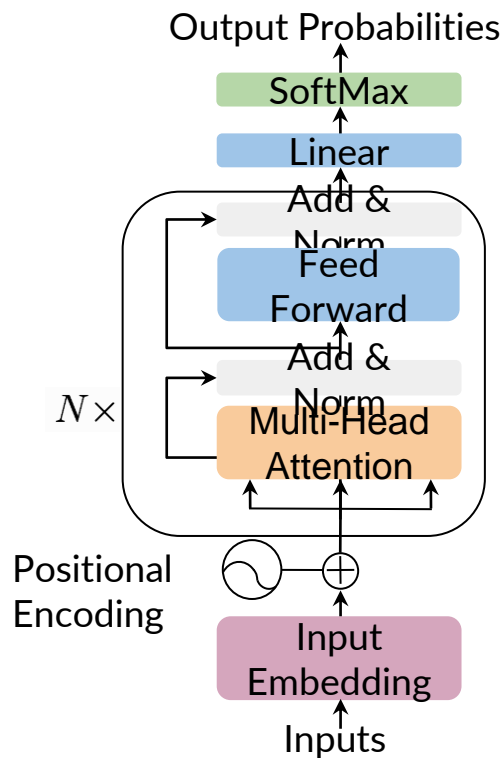 Output Probabilities
SoftMax
Linear
Add &
Norm
Feed
Forward
Add &
Norm
N×
Multi-Head
Attention
Positional
Encoding
Input
Embedding
Inputs